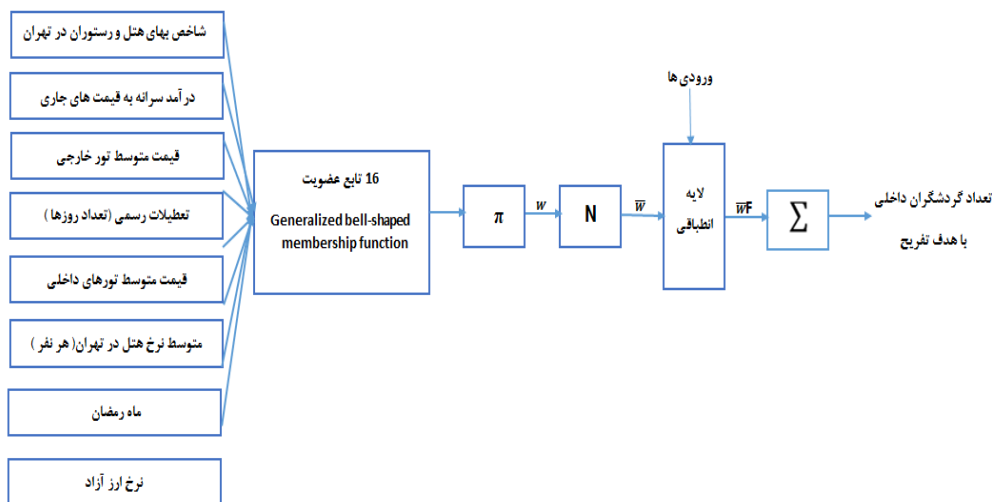 شاخص بهای هتل و رستوران در تهران
در آمد سرانه به قیمت های جاری
قیمت متوسط تور خارجی
تعطیلات رسمی (تعداد روزها )
قیمت متوسط تورهای داخلی
متوسط نرخ هتل در تهران( هر نفر )
ماه رمضان
نرخ ارز آزاد
16 تابع عضویت
Generalized bell-shaped
membership function
π
w
N
w̅
ورودی‌ها
لایه
انطباقی
w̅F
∑
تعداد گردشگران داخلی
با هدف تفریح